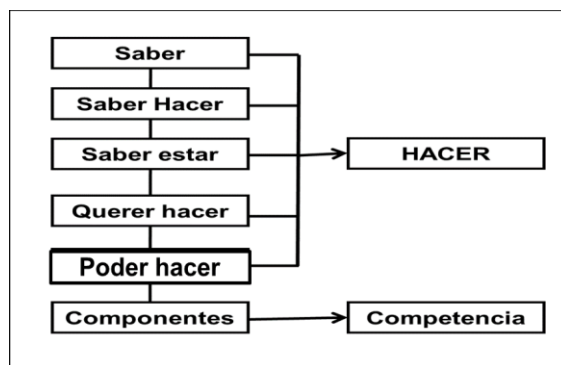 Saber
Saber Hacer
Saber estar
HACER
Querer hacer
Poder hacer
Componentes
Competencia